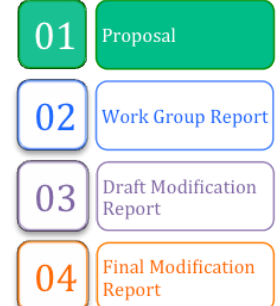 01
Proposal
02
Work Group Report
03
Draft Modification
Report
04
Final Modification
Report